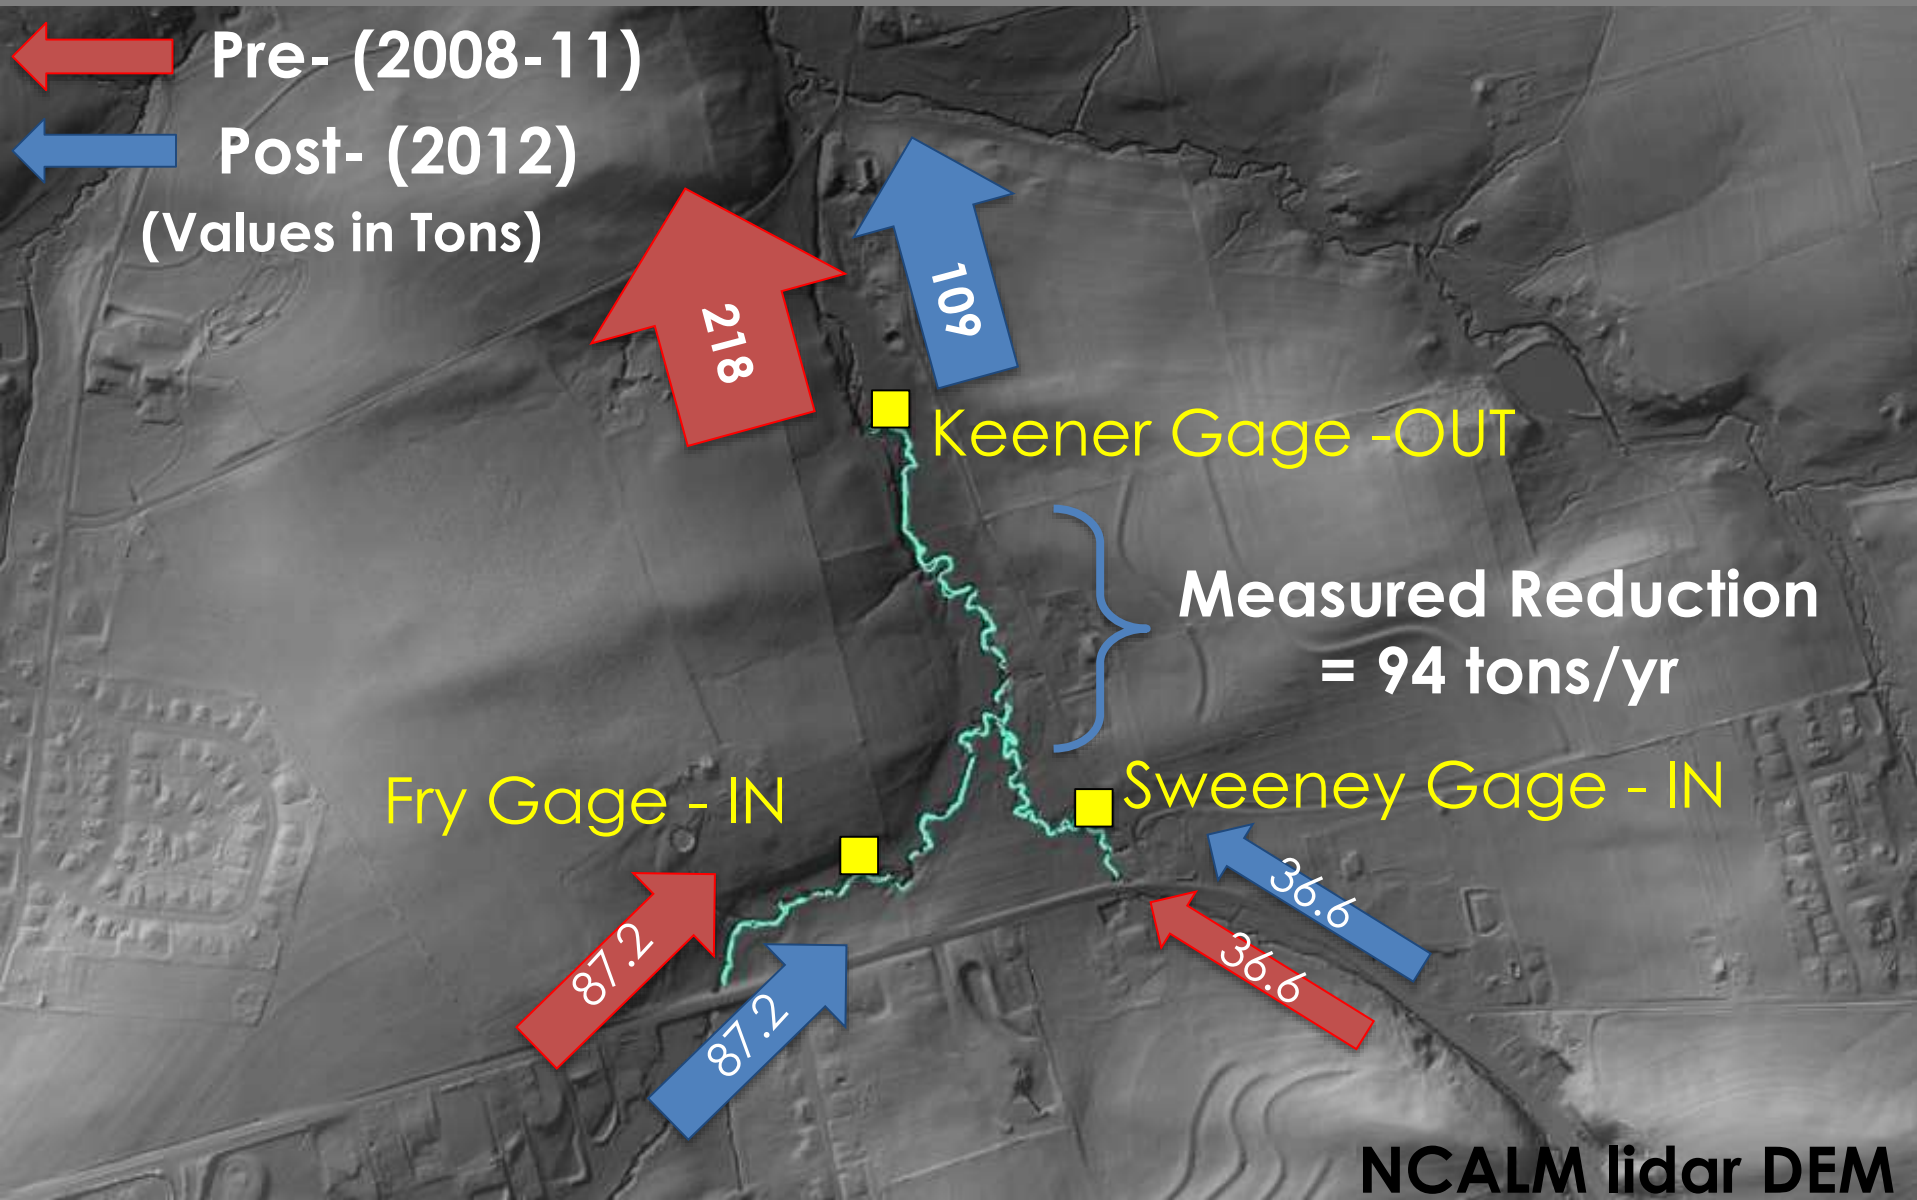 Pre- (2008-11)
Post- (2012)
(Values in Tons)
218
109
Keener Gage -OUT
Measured Reduction
= 94 tons/yr
Fry Gage - IN
Sweeney Gage - IN
36.6
36.6
87.2
87.2
NCALM lidar DEM